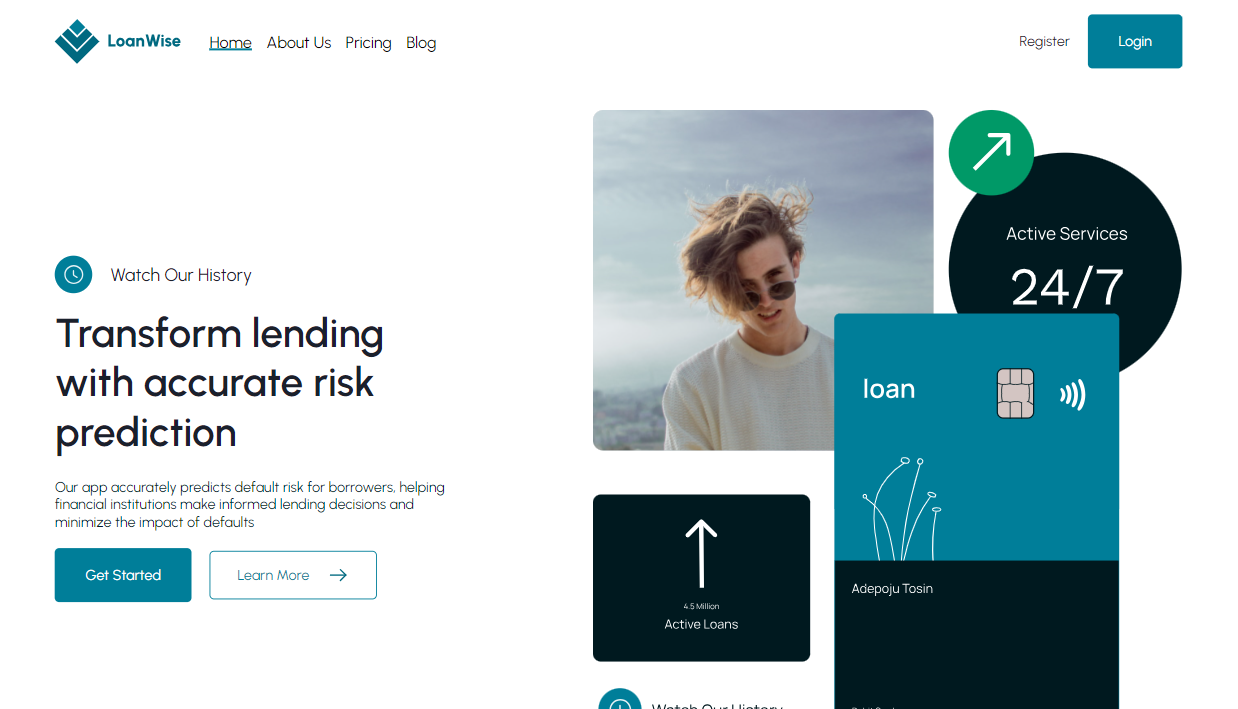 LoanWise
Home
About Us
Pricing
Blog
Register
Login
Watch Our History
Transform lending
with accurate risk
prediction
Our app accurately predicts default risk for borrowers, helping
financial institutions make informed lending decisions and
minimize the impact of defaults
Get Started
Learn More
Active Services
24/7
loan
Adepoju Tosin
4.5 Million
Active Loans
Watch Our History